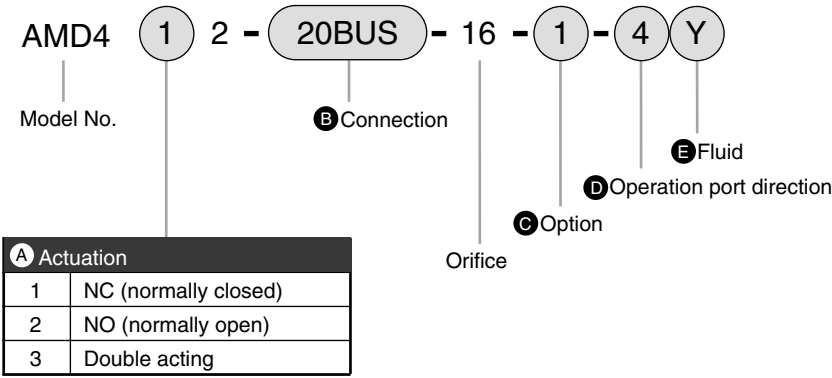 AMD4 1 2 - 20BUS - 16 - 1 - 4 Y
Model No.
B Connection
E Fluid
D Operation port direction
C Option
Orifice
A Actuation
1 NC (normally closed)
2 NO (normally open)
3 Double acting